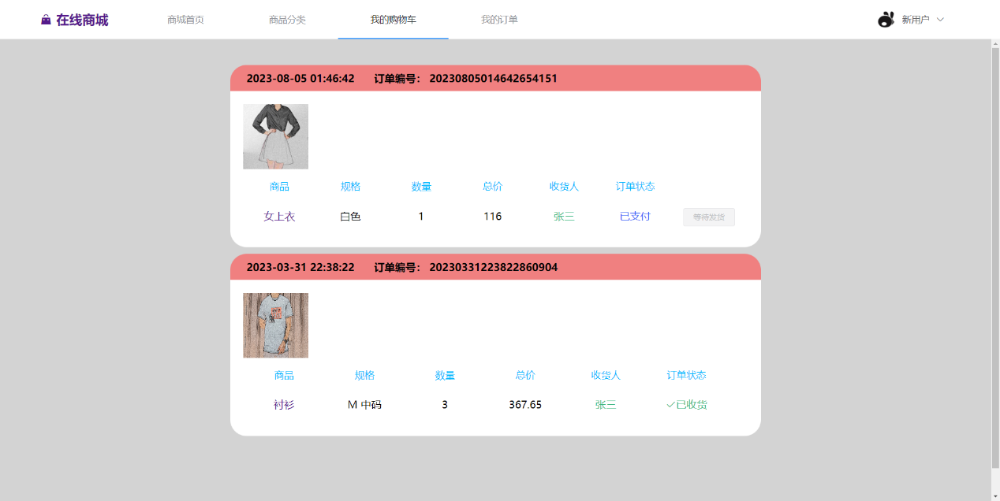 在线商城 商城首页 商品分类 我的购物车 我的订单 新用户
2023-08-05 01:46:42 订单编号： 20230805014642654151
商品 规格 数量 总价 收货人 订单状态
女上衣 白色 1 116 张三 已支付 等待发货
2023-03-31 22:38:22 订单编号： 20230331223822860904
商品 规格 数量 总价 收货人 订单状态
衬衫 M 中码 3 367.65 张三 ✓已收货